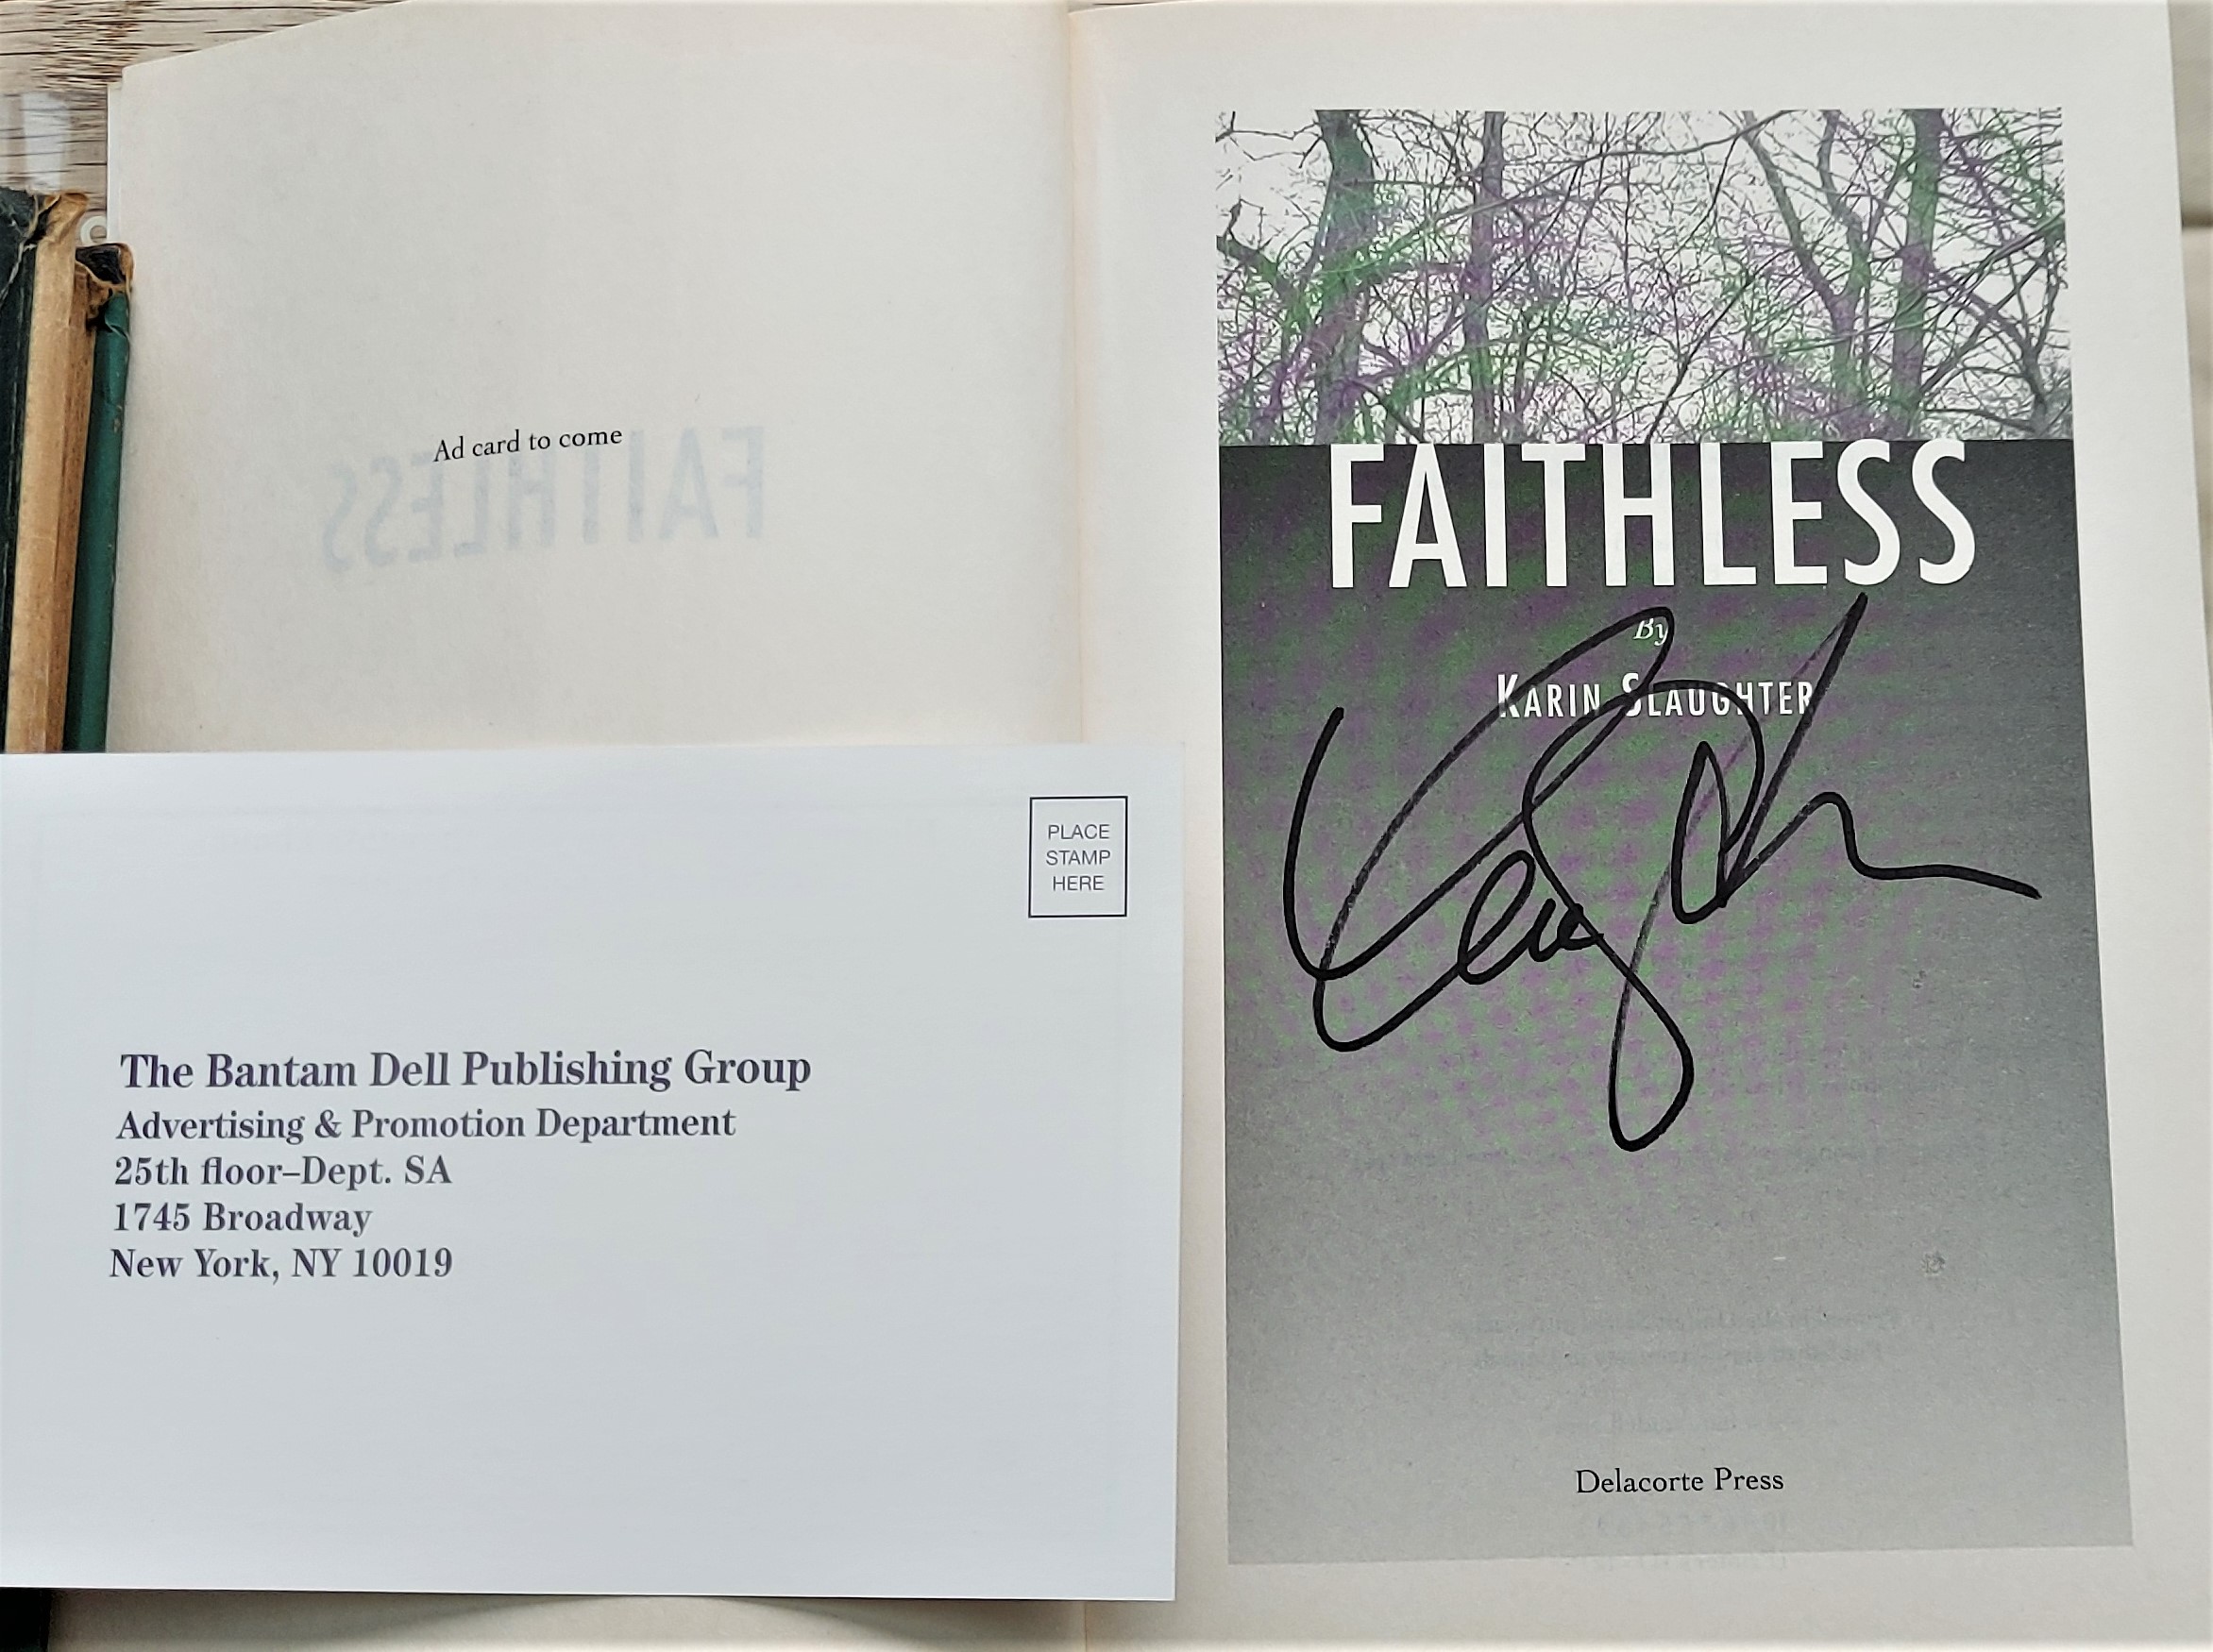 Ad card to come
FAITHLESS
PLACE
STAMP
HERE
The Bantam Dell Publishing Group
Advertising & Promotion Department
25th floor–Dept. SA
1745 Broadway
New York, NY 10019
FAITHLESS
By
KARIN SLAUGHTER
Delacorte Press